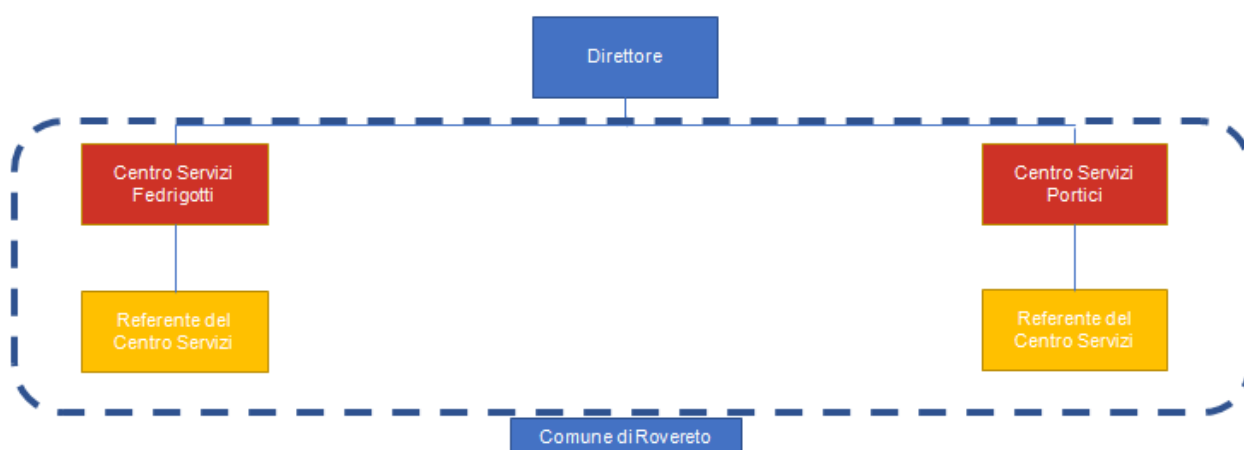 Direttore
Centro Servizi
Fedrigotti
Centro Servizi
Portici
Referente del
Centro Servizi
Referente del
Centro Servizi
Comune di Rovereto